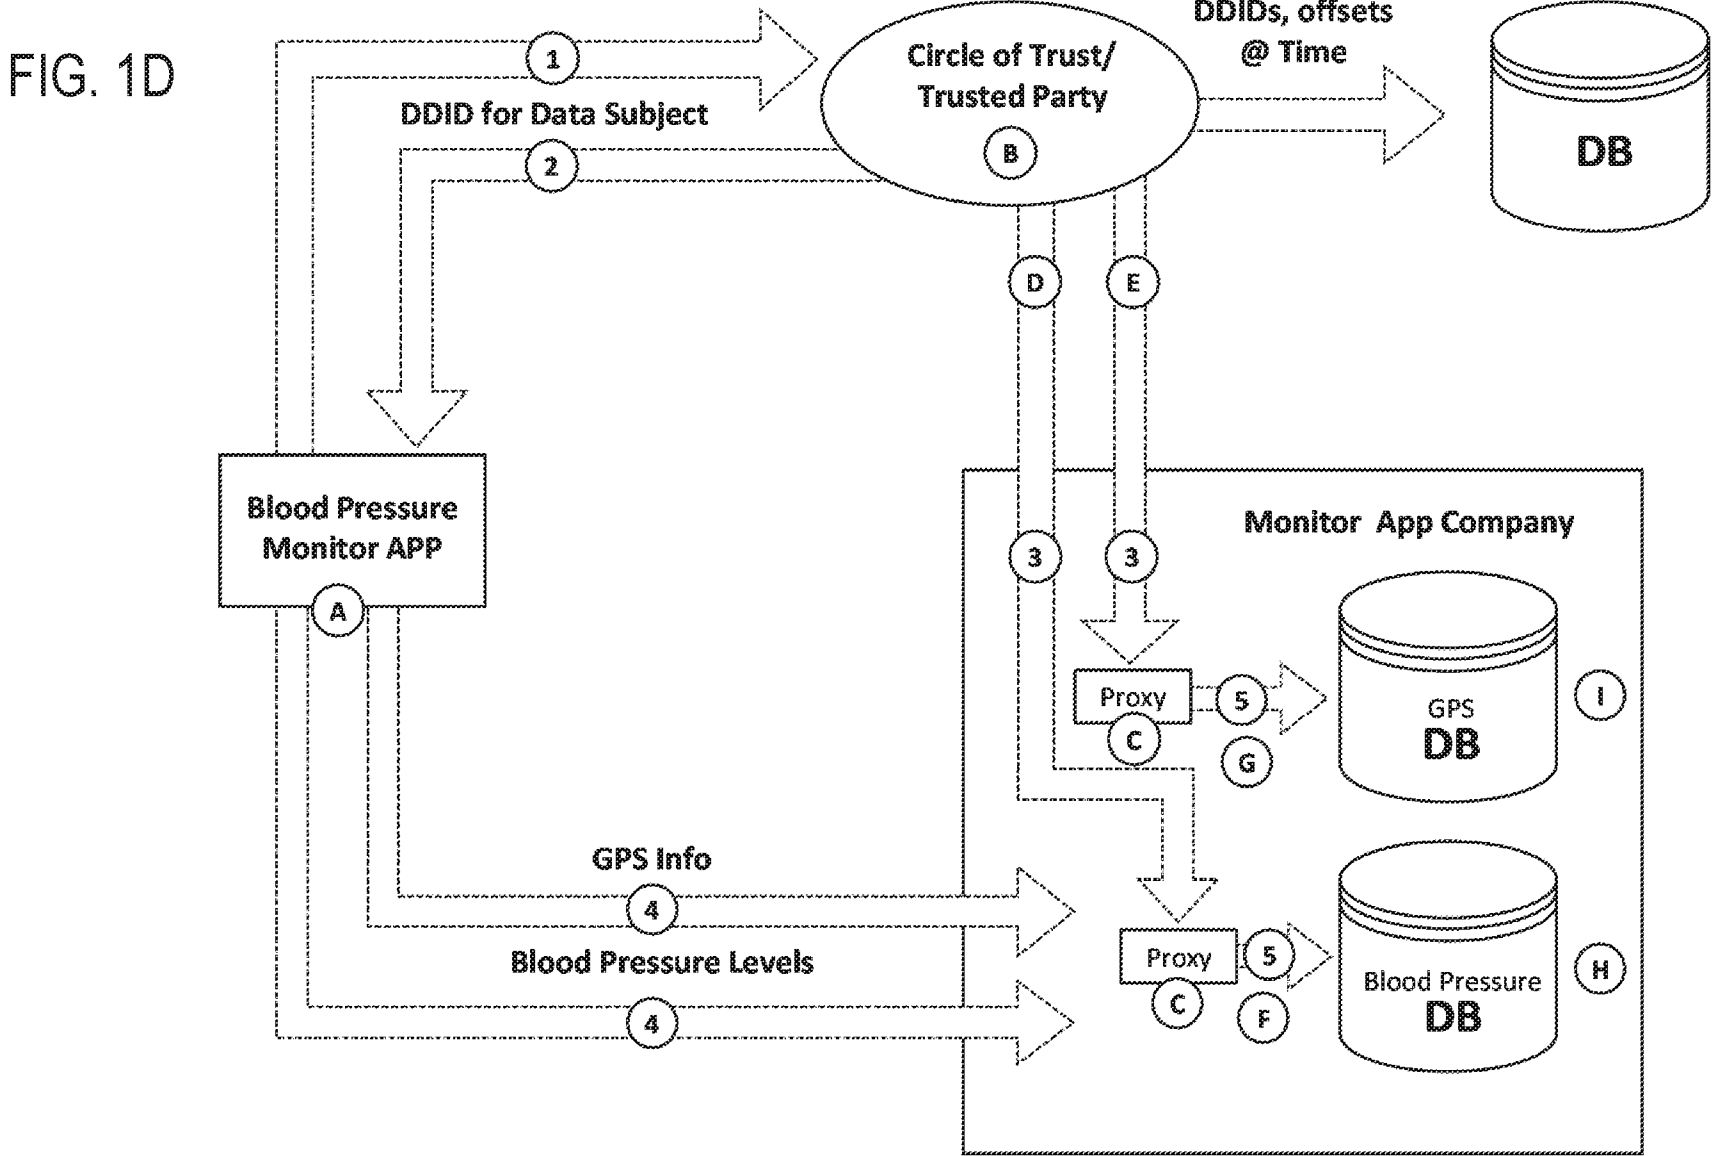 DDIDs, offsets
@ Time
FIG. 1D
1
Circle of Trust/
Trusted Party
B
DDID for Data Subject
2
DB
D
E
Blood Pressure
Monitor APP
A
Monitor App Company
3
3
Proxy
C
5
G
GPS
DB
I
GPS Info
4
Blood Pressure Levels
4
Proxy
C
5
F
Blood Pressure
DB
H